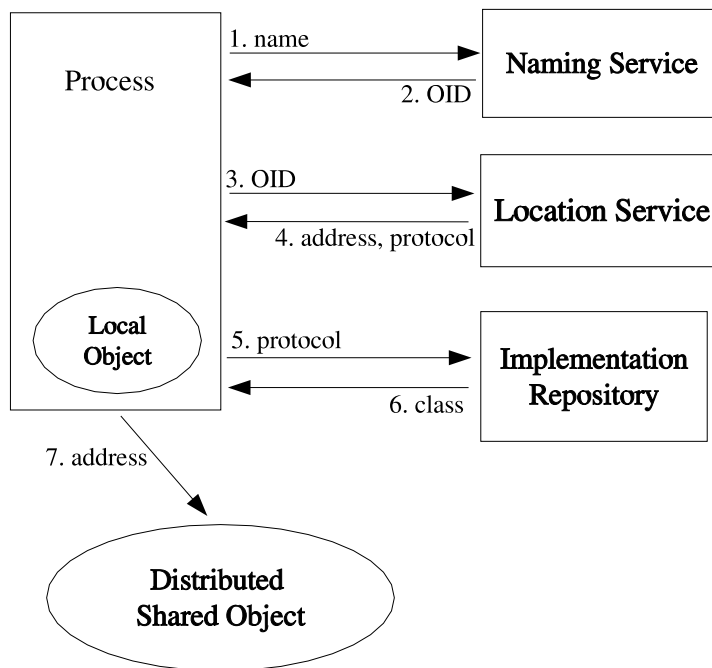 1. name
Naming Service
Process
2. OID
3. OID
Location Service
4. address, protocol
Local
Object
5. protocol
Implementation
Repository
6. class
7. address
Distributed
Shared Object